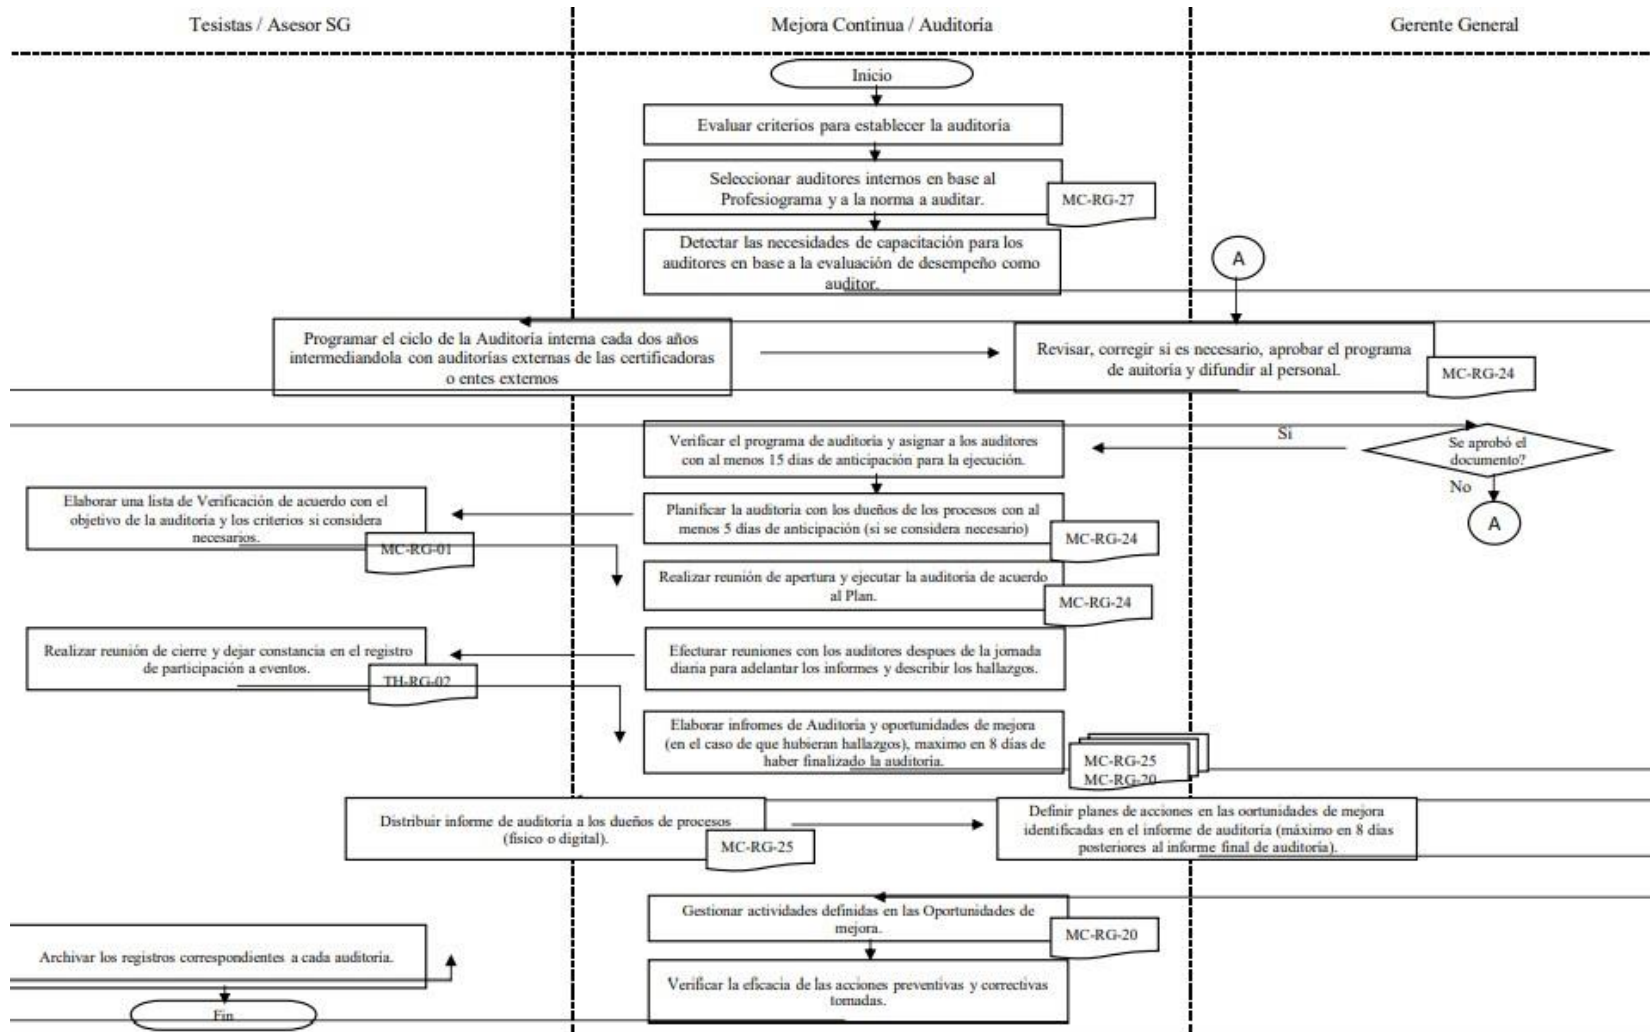 Tesistas / Asesor SG
Mejora Continua / Auditoría
Gerente General
Inicio
Evaluar criterios para establecer la auditoría
Seleccionar auditores internos en base al
Profesiograma y a la norma a auditar.
MC-RG-27
Detectar las necesidades de capacitación para los
auditores en base a la evaluación de desempeño como
auditor.
A
Programar el ciclo de la Auditoría interna cada dos años
intermediandola con auditorías externas de las certificadoras
o entes externos
Revisar, corregir si es necesario, aprobar el programa
de auitoría y difundir al personal.
MC-RG-24
Verificar el programa de auditoría y asignar a los auditores
con al menos 15 días de anticipación para la ejecución.
Si
Se aprobó el
documento?
No
A
Elaborar una lista de Verificación de acuerdo con el
objetivo de la auditoría y los criterios si considera
necesarios.
MC-RG-01
Planificar la auditoría con los dueños de los procesos con al
menos 5 días de anticipación (si se considera necesario)
MC-RG-24
Realizar reunión de apertura y ejecutar la auditoría de acuerdo
al Plan.
MC-RG-24
Realizar reunión de cierre y dejar constancia en el registro
de participación a eventos.
TH-RG-02
Efecturar reuniones con los auditores despues de la jornada
diaria para adelantar los informes y describir los hallazgos.
Elaborar infromes de Auditoría y oportunidades de mejora
(en el caso de que hubieran hallazgos), maximo en 8 días de
haber finalizado la auditoría.
MC-RG-25
MC-RG-20
Distribuir informe de auditoría a los dueños de procesos
(físico o digital).
MC-RG-25
Definir planes de acciones en las oortunidades de mejora
identificadas en el informe de auditoría (máximo en 8 días
posteriores al informe final de auditoría).
Gestionar actividades definidas en las Oportunidades de
mejora.
MC-RG-20
Archivar los registros correspondientes a cada auditoría.
Verificar la eficacia de las acciones preventivas y correctivas
tomadas.
Fin